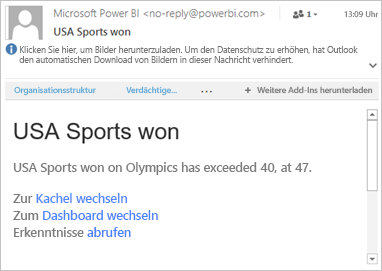 Microsoft Power BI <no-reply@powerbi.com>
1
13:09 Uhr
USA Sports won
Klicken Sie hier, um Bilder herunterzuladen. Um den Datenschutz zu erhöhen, hat Outlook
den automatischen Download von Bildern in dieser Nachricht verhindert.
Organisationsstruktur
Verdächtige...
...
+ Weitere Add-Ins herunterladen
USA Sports won
USA Sports won on Olympics has exceeded 40, at 47.
Zur Kachel wechseln
Zum Dashboard wechseln
Erkenntnisse abrufen